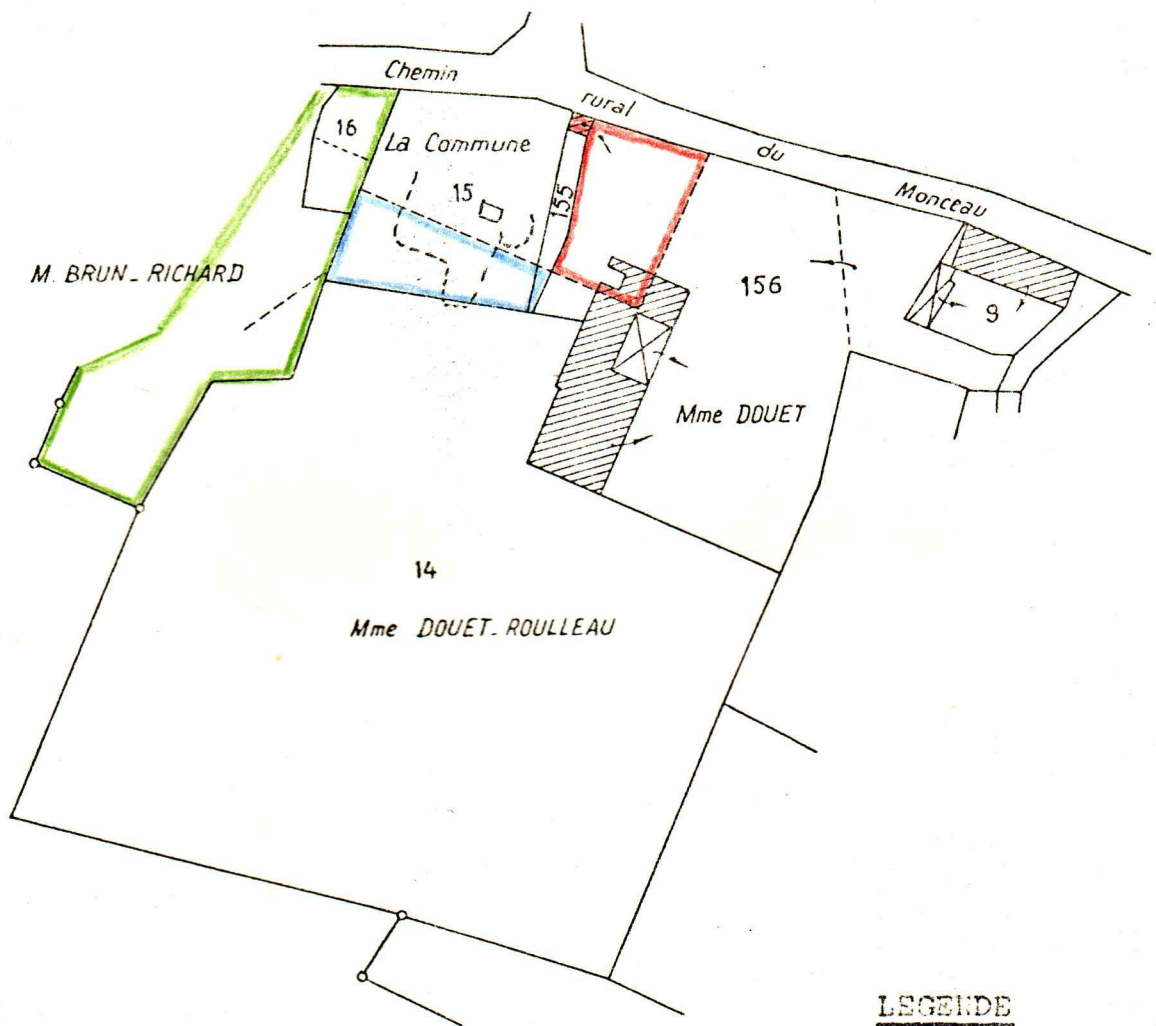 Chemin rural du Monceau
16
La Commune
15
155
M. BRUN_RICHARD
156
9
Mme DOUET
14
Mme DOUET_ROULLEAU
LEGENDE